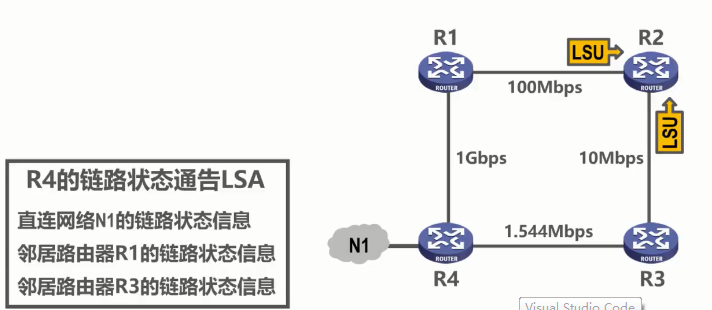 R1
R2
LSU
ROUTER
ROUTER
100Mbps
LSU
1Gbps
10Mbps
R4的链路状态通告LSA
直连网络N1的链路状态信息
邻居路由器R1的链路状态信息
邻居路由器R3的链路状态信息
N1
1.544Mbps
ROUTER
ROUTER
R4
R3
Visual Studio Code